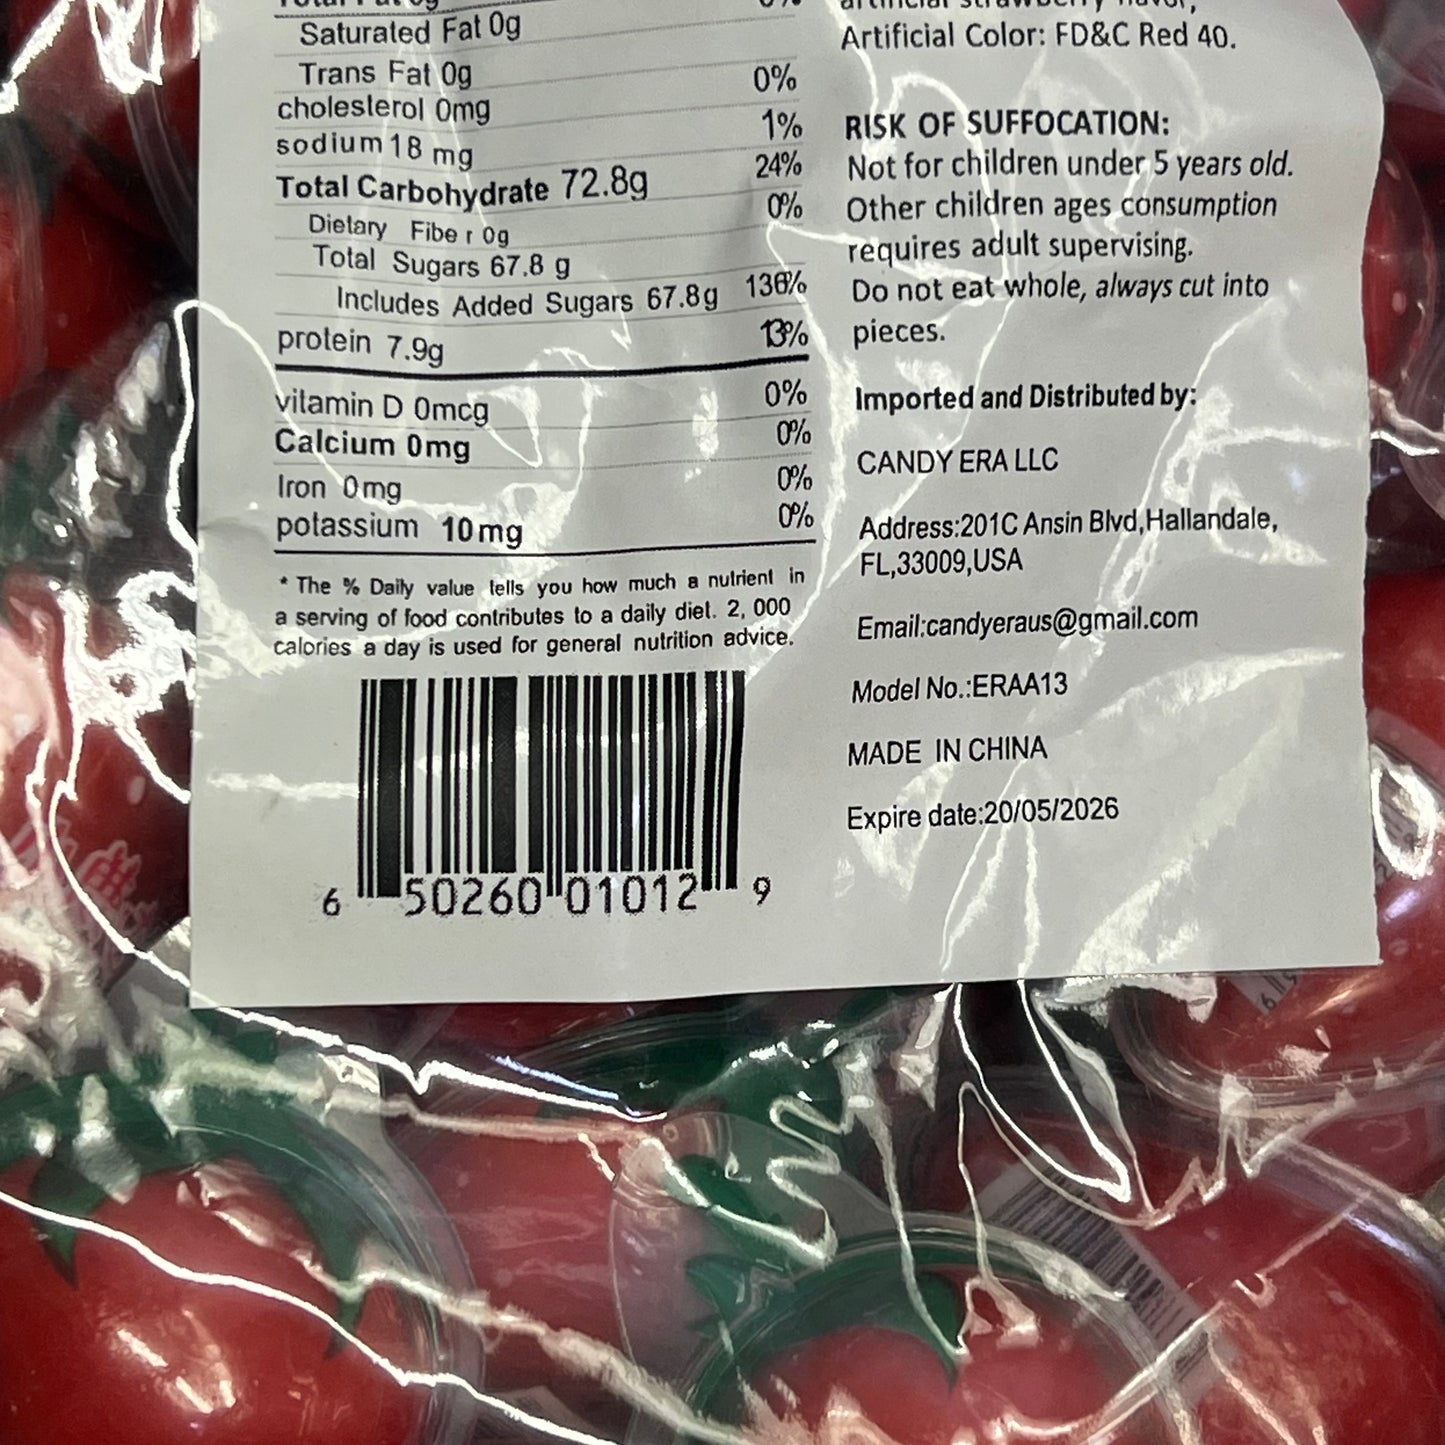 Saturated Fat 0g
Trans Fat 0g 0%
cholesterol 0mg 1%
sodium 18 mg 24%
Total Carbohydrate 72.8g 0%
Dietary Fibe r 0g
Total Sugars 67.8 g
Includes Added Sugars 67.8g 136%
protein 7.9g 13%
vitamin D 0mcg 0%
Calcium 0mg 0%
Iron 0mg 0%
potassium 10mg 0%
* The % Daily value tells you how much a nutrient in
a serving of food contributes to a daily diet. 2, 000
calories a day is used for general nutrition advice.
6 50260 01012 9
artificial strawberry flavor,
Artificial Color: FD&C Red 40.
RISK OF SUFFOCATION:
Not for children under 5 years old.
Other children ages consumption
requires adult supervising.
Do not eat whole, always cut into
pieces.
Imported and Distributed by:
CANDY ERA LLC
Address:201C Ansin Blvd,Hallandale,
FL,33009,USA
Email:candyeraus@gmail.com
Model No.:ERAA13
MADE IN CHINA
Expire date:20/05/2026